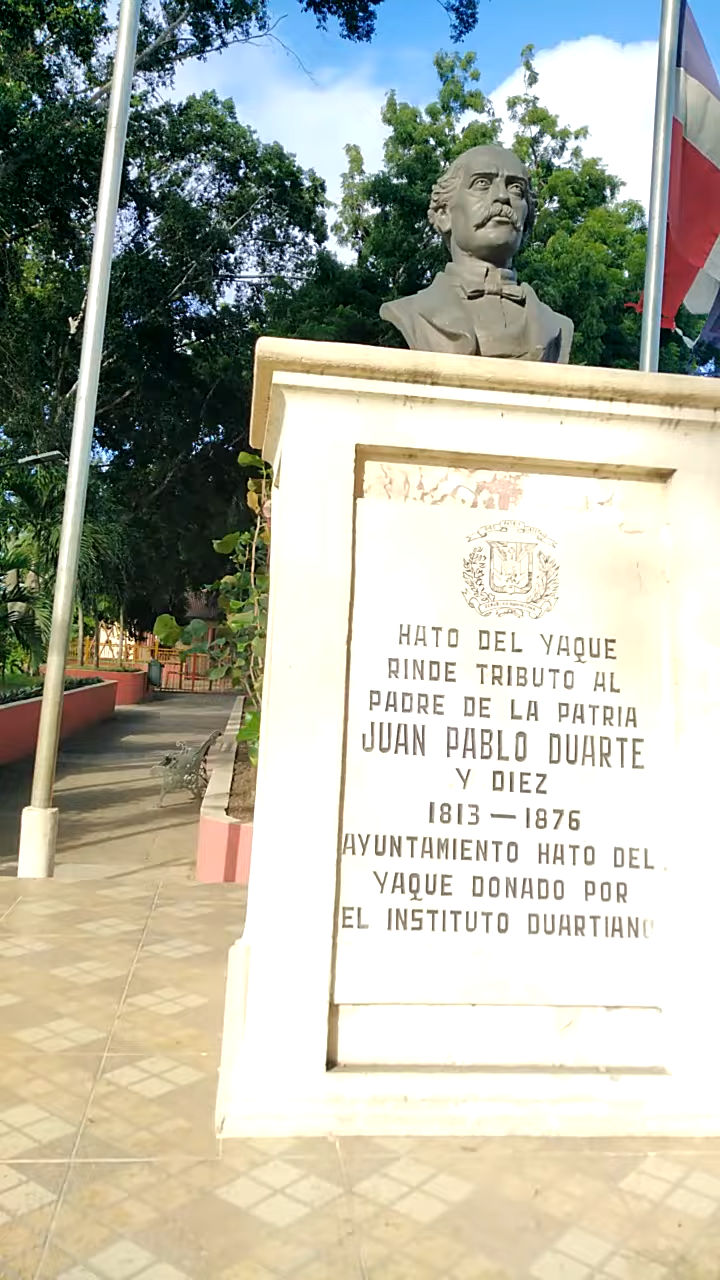 HATO DEL YAQUE
RINDE TRIBUTO AL
PADRE DE LA PATRIA
JUAN PABLO DUARTE
Y DIEZ
1813 — 1876
AYUNTAMIENTO HATO DEL
YAQUE DONADO POR
EL INSTITUTO DUARTIANO